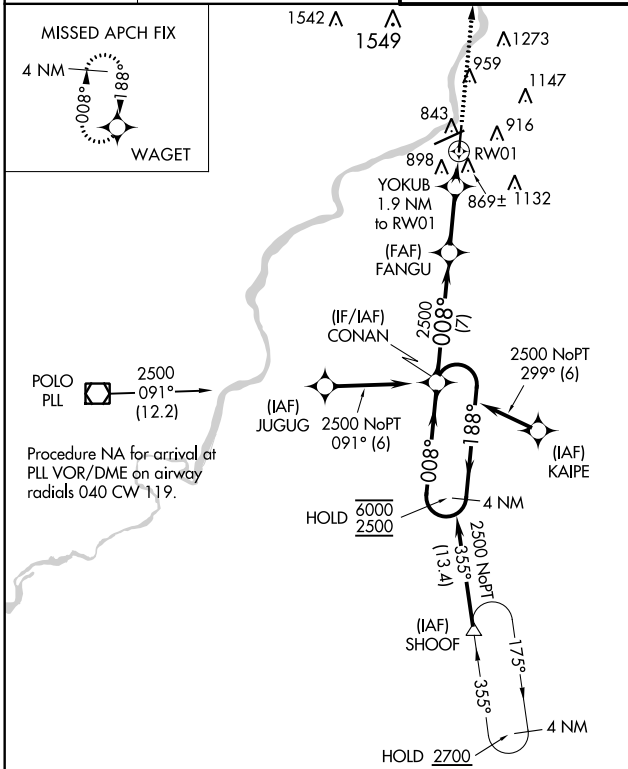 MISSED APCH FIX
4 NM
008°
188°
WAGET
1542
1549
1273
959
1147
843
916
RW01
898
YOKUB
1.9 NM
to RW01
869± 1132
(FAF)
FANGU
2500
008°
(7)
(IF/IAF)
CONAN
2500 NoPT
299° (6)
POLO
PLL
2500
091°
(12.2)
(IAF)
JUGUG
2500 NoPT
091° (6)
008°
188°
(IAF)
KAIPE
Procedure NA for arrival at
PLL VOR/DME on airway
radials 040 CW 119.
HOLD 6000
2500
4 NM
2500 NoPT
355°
(13.4)
(IAF)
SHOOF
175°
355°
4 NM
HOLD 2700